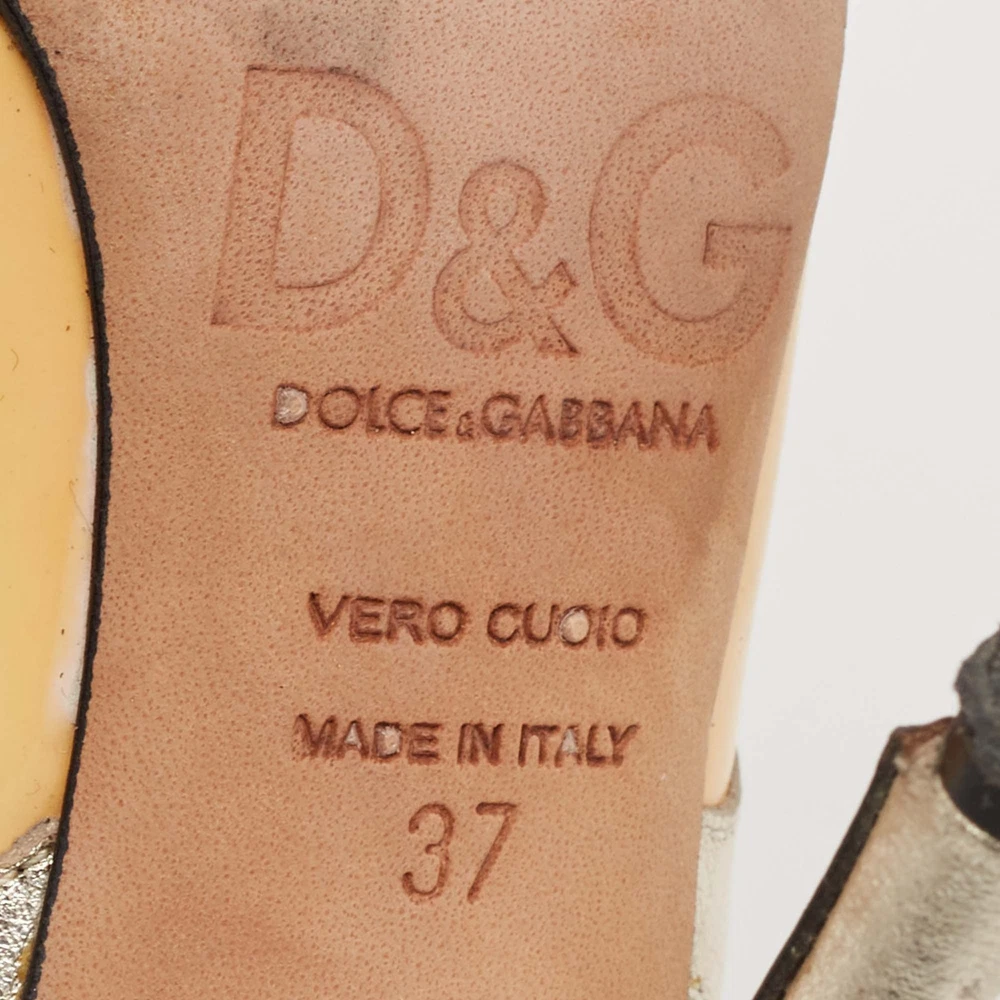 D&G
DOLCE&GABBANA
VERO CUOIO
MADE IN ITALY
37